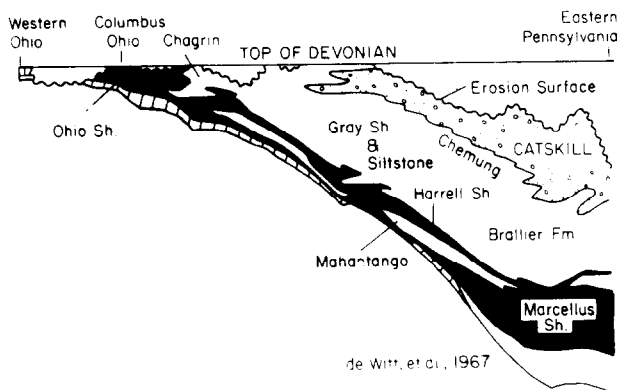 Western
Ohio
Columbus
Ohio
Chagrin
TOP OF DEVONIAN
Eastern
Pennsylvania
Ohio Sh.
Erosion Surface
Gray Sh
&
Siltstone
CATSKILL
Chemung
Harrell Sh
Mahantango
Brallier Fm
Marcellus
Sh.
de Witt, et al., 1967